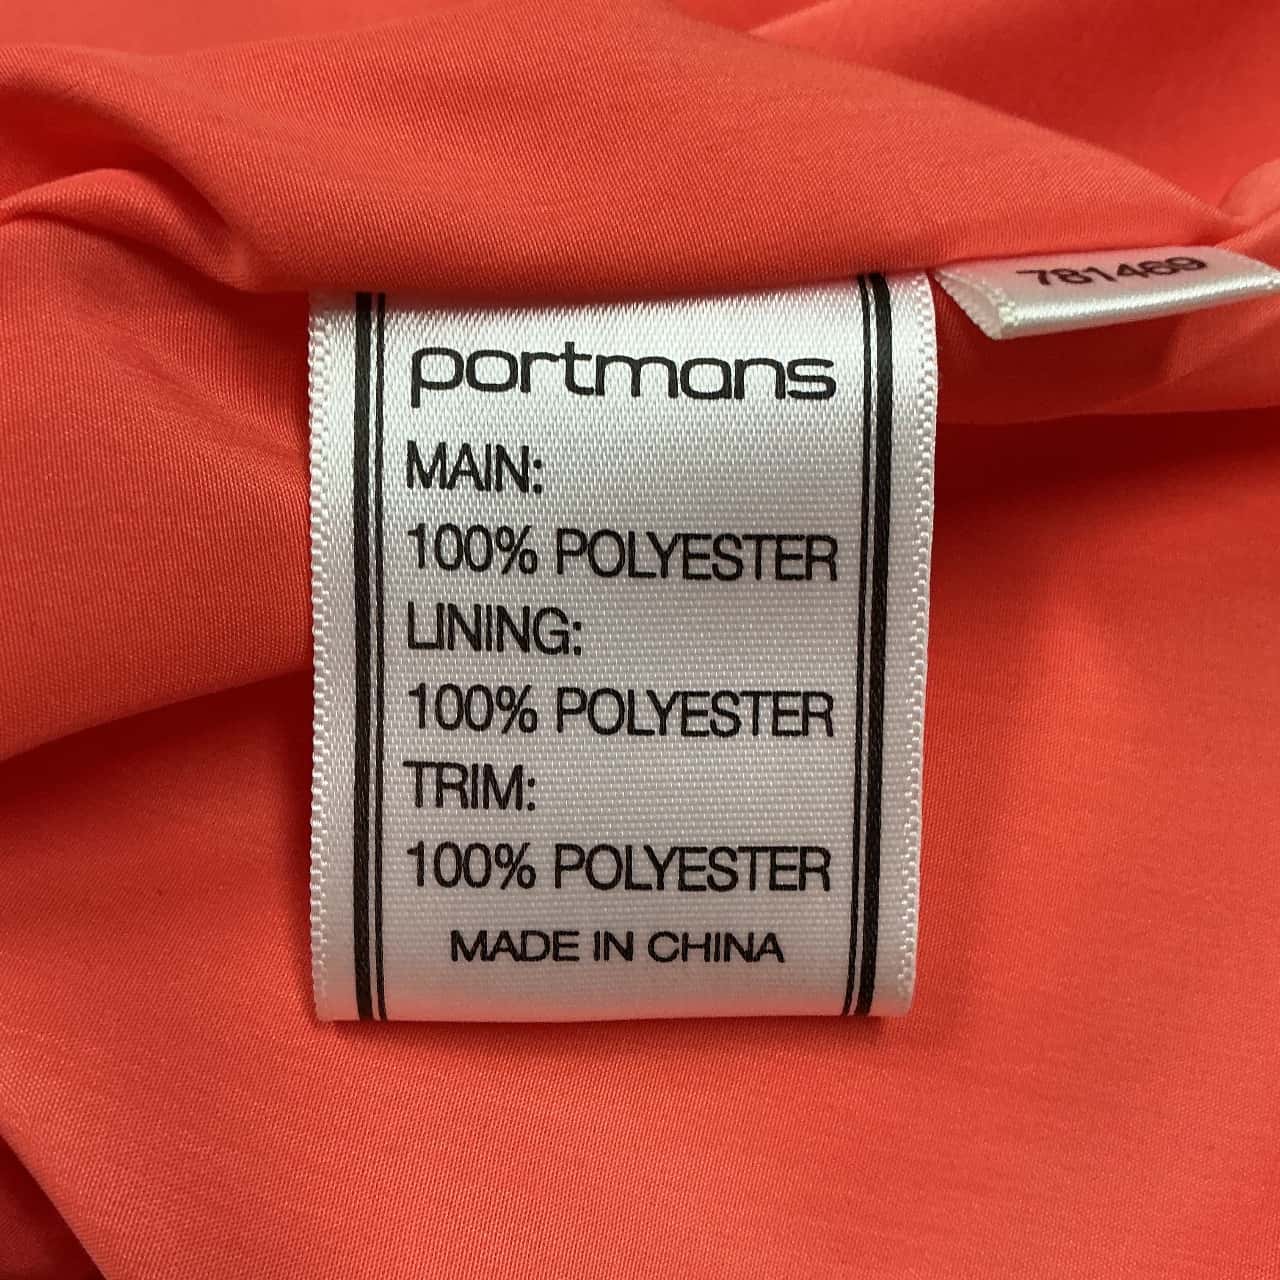 781469
portmans
MAIN:
100% POLYESTER
LINING:
100% POLYESTER
TRIM:
100% POLYESTER
MADE IN CHINA